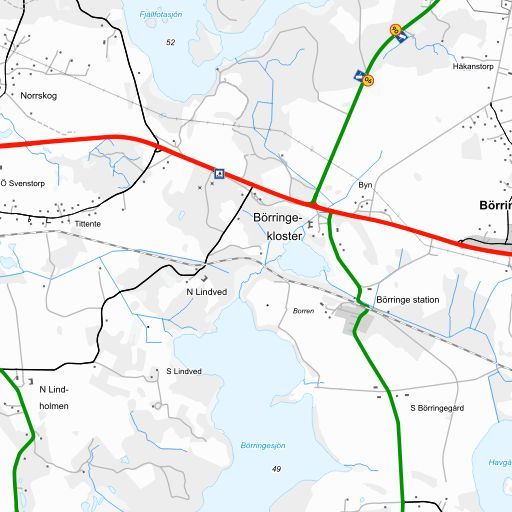 Fjällfotasjön
52
Håkanstorp
Norrskog
Ö Svenstorp
Byn
Börrin
Tittente
Börringe-
kloster
N Lindved
Börringe station
Borren
S Lindved
N Lind-
holmen
S Börringegård
Börringesjön
49
Havgå